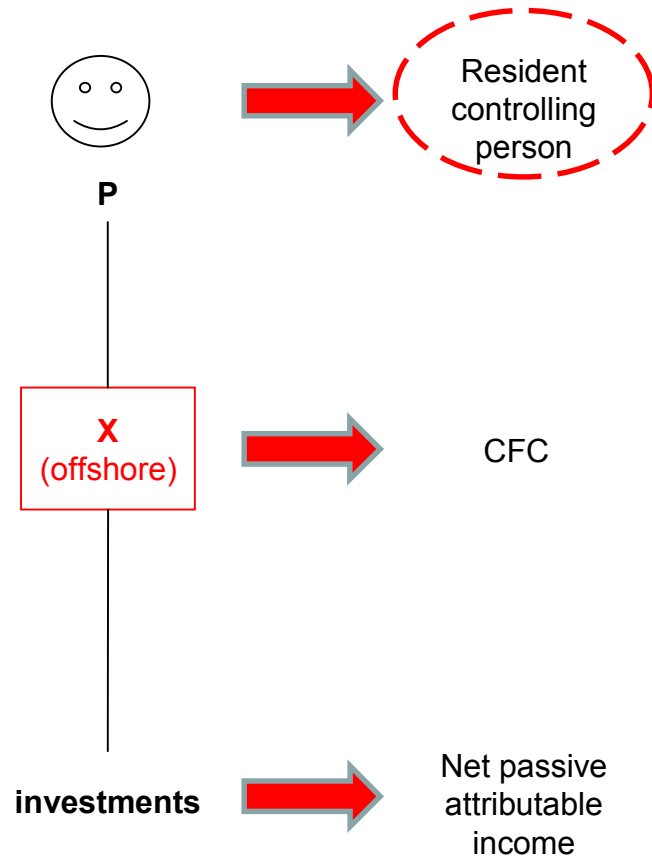 Resident
controlling
person
P
X
(offshore)
CFC
investments
Net passive
attributable
income